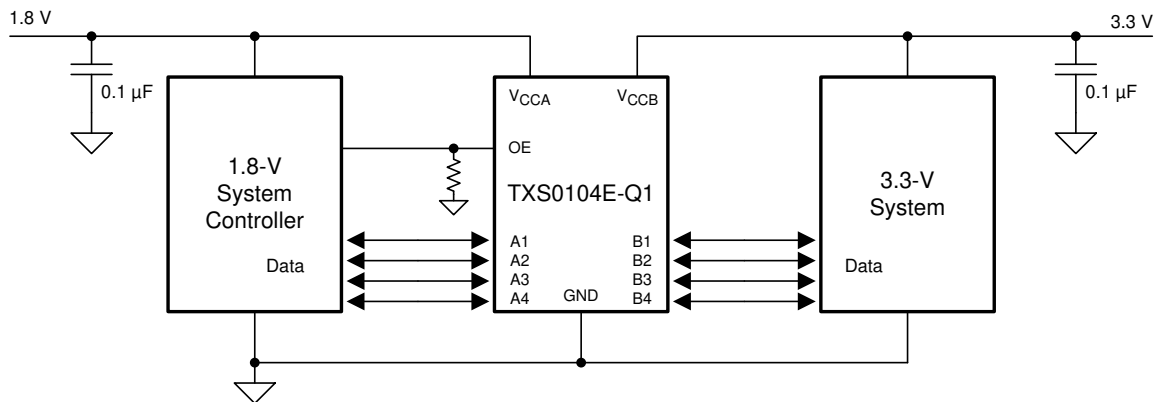 1.8 V
3.3 V
0.1 µF
0.1 µF
VCCA
VCCB
OE
1.8-V
System
Controller
TXS0104E-Q1
3.3-V
System
Data
A1
A2
A3
A4
GND
B1
B2
B3
B4
Data